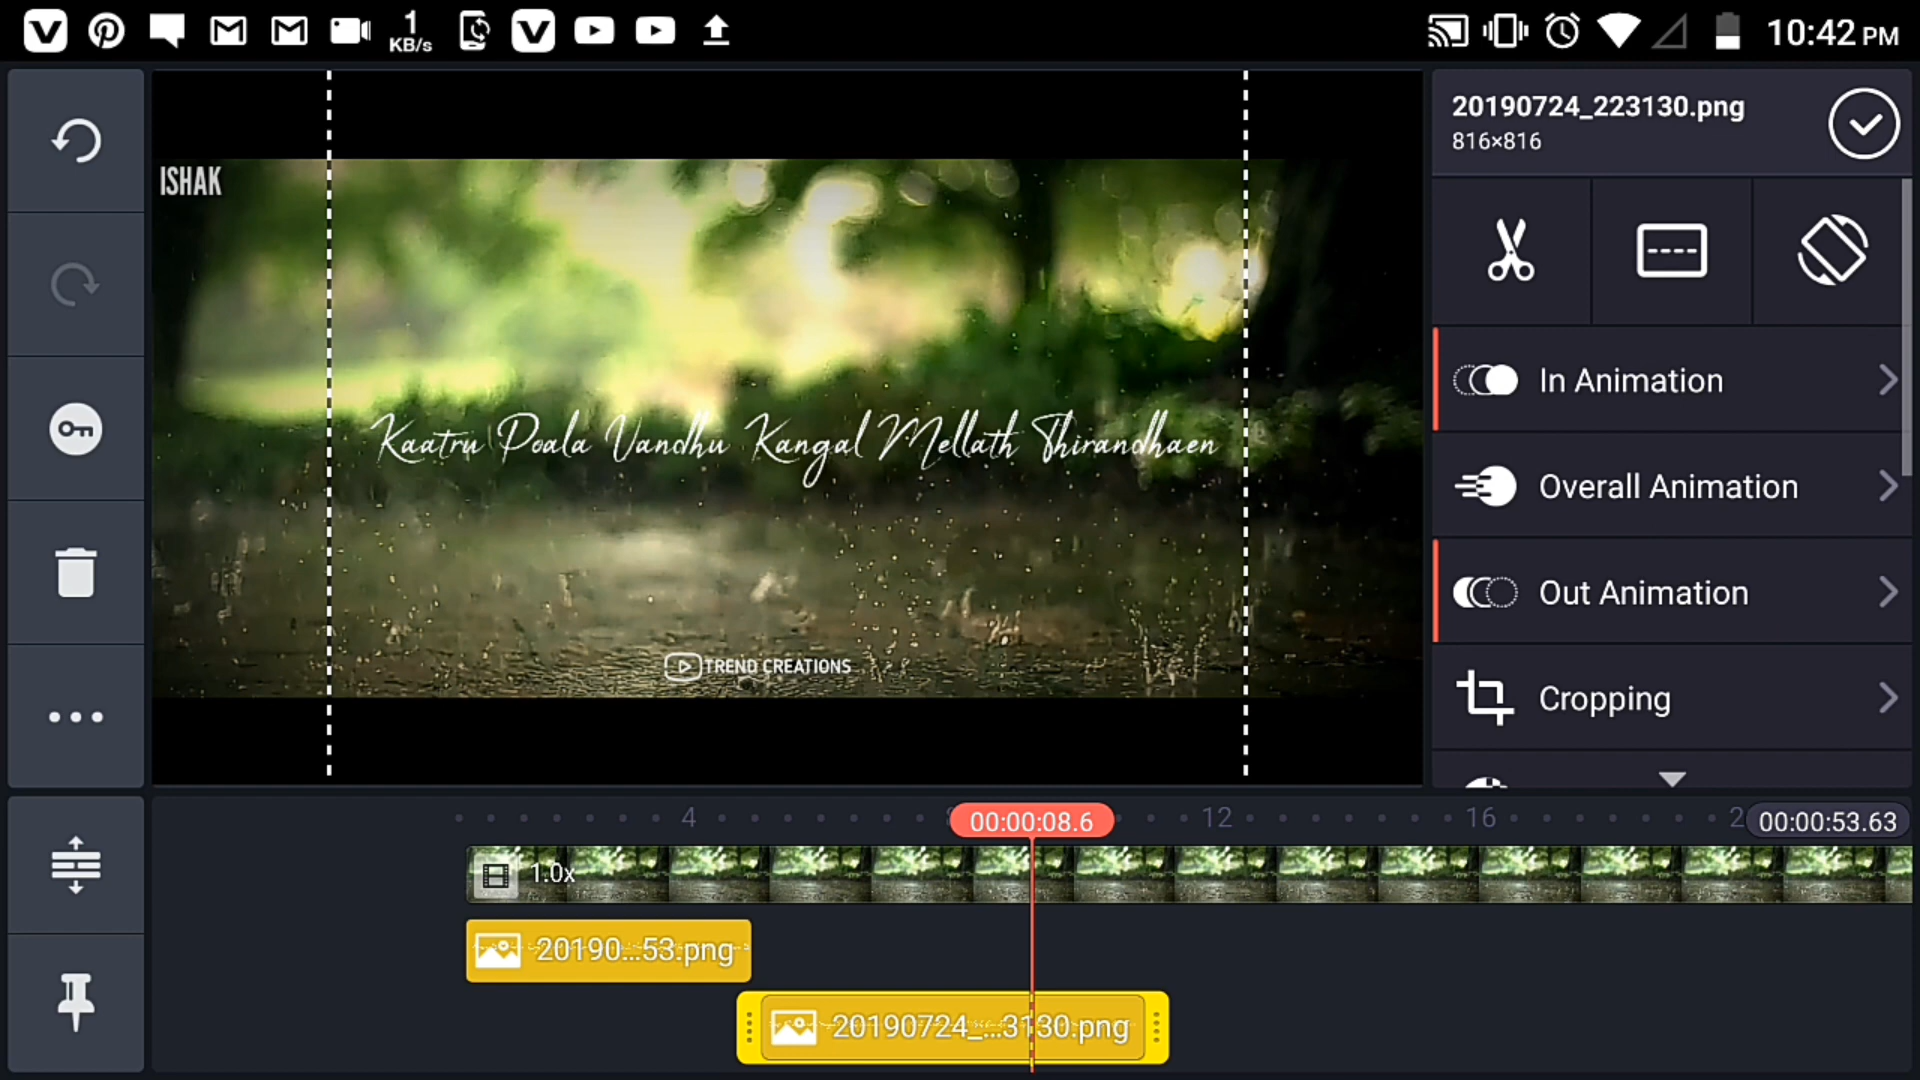 1
KB/s
10:42 PM
20190724_223130.png
816×816
ISHAK
In Animation
Overall Animation
Kaatru Poala Vandhu Kangal Mellath Thirandhaen
Out Animation
TREND CREATIONS
Cropping
4
00:00:08.6
12
16
2
00:00:53.63
1.0x
20190...53.png
20190724_...3130.png